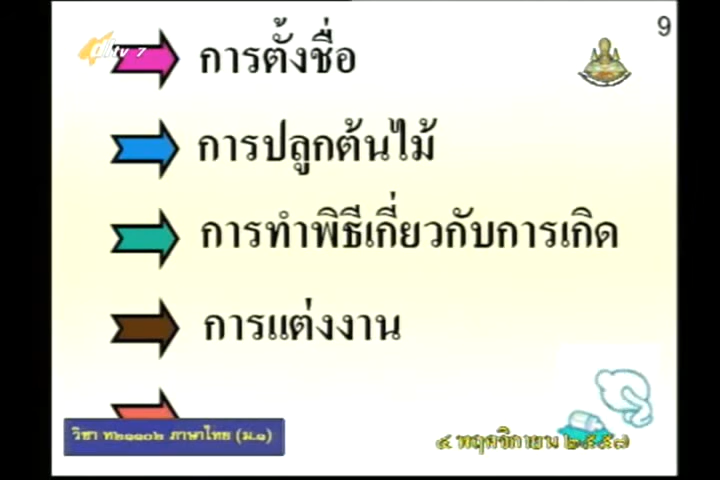 dltv 7
9
การตั้งชื่อ
การปลูกต้นไม้
การทำพิธีเกี่ยวกับการเกิด
การแต่งงาน
วิชา ท๒๑๑๐๒ ภาษาไทย (ม.๑)
๔ พฤศจิกายน ๒๕๕๗